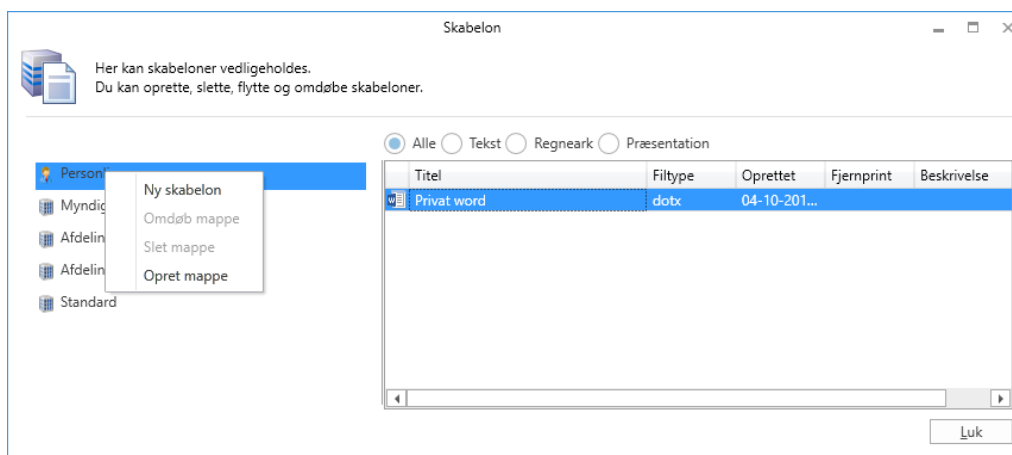 Skabelon
Her kan skabeloner vedligeholdes.
Du kan oprette, slette, flytte og omdøbe skabeloner.
Alle Tekst Regneark Præsentation
Titel Filtype Oprettet Fjernprint Beskrivelse
Privat word dotx 04-10-201...
Ny skabelon
Omdøb mappe
Slet mappe
Opret mappe
Standard
Luk